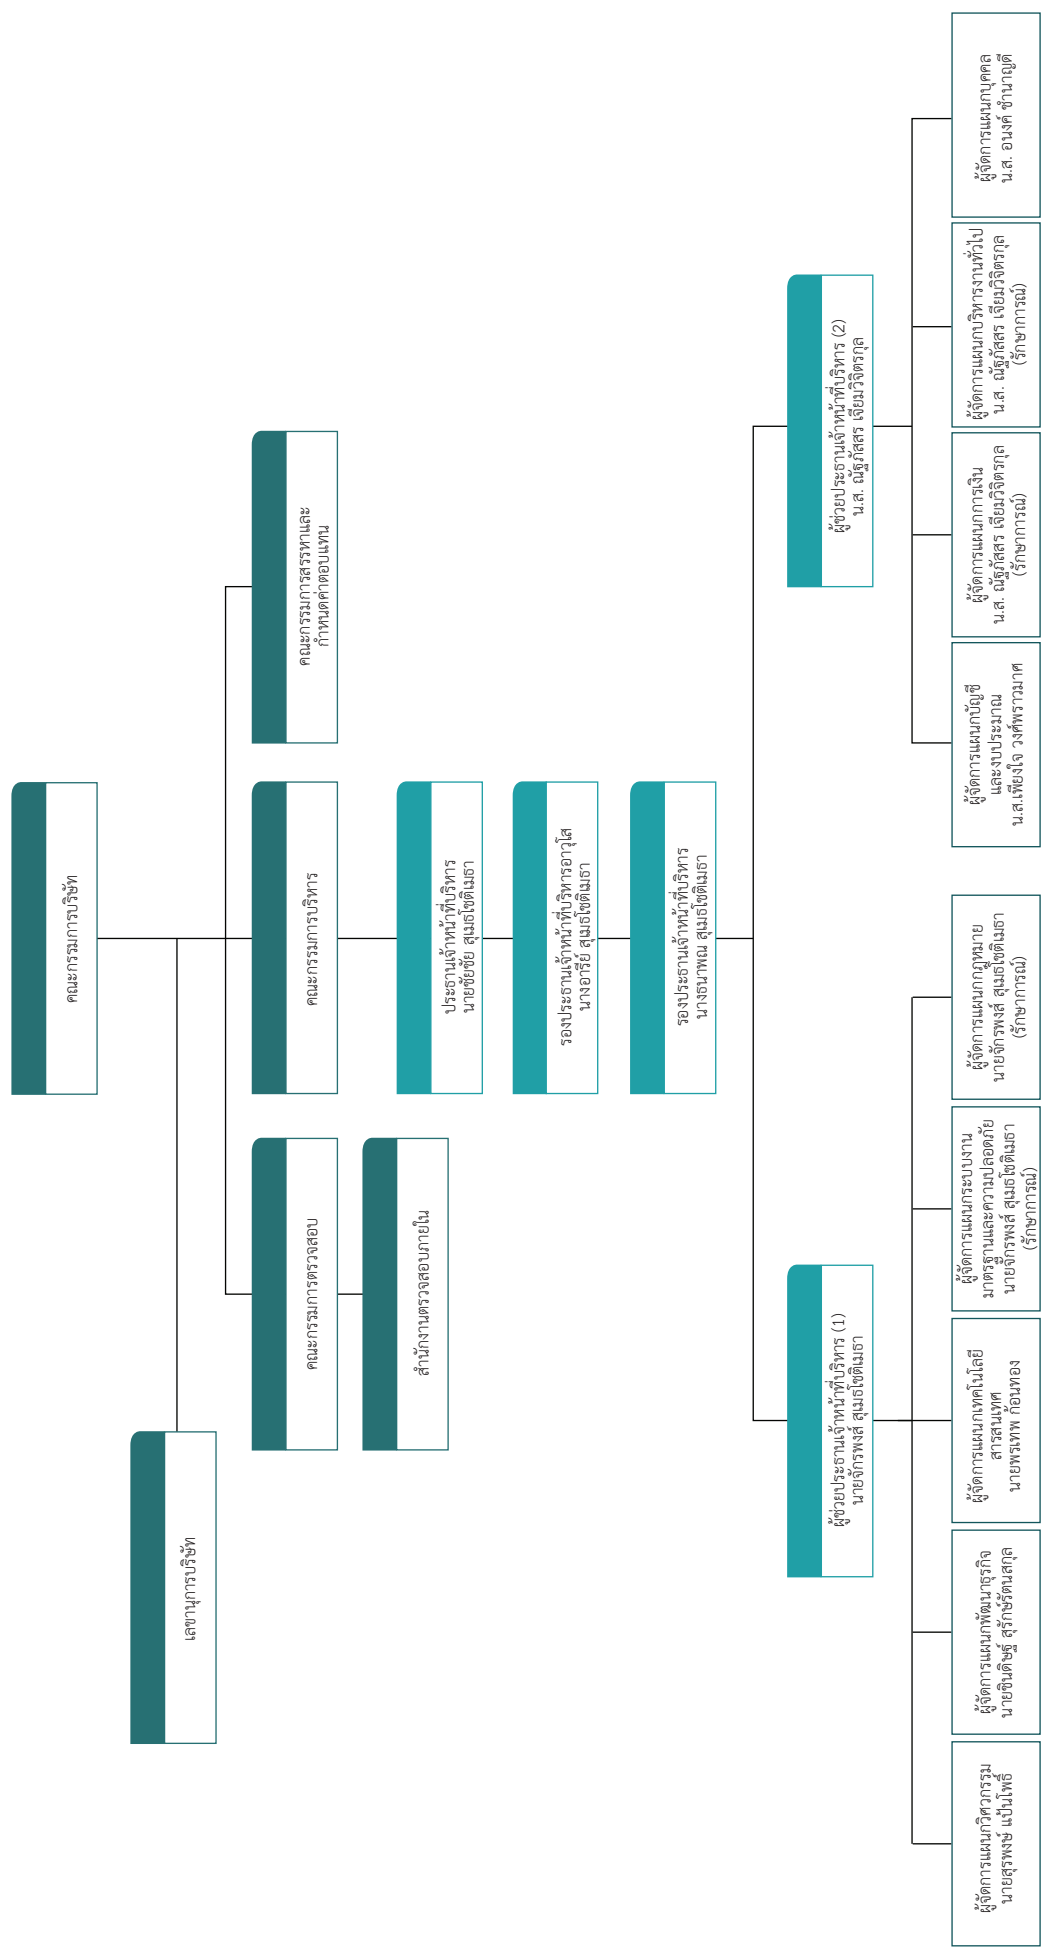 คณะกรรมการบริษัท
เลขานุการบริษัท
คณะกรรมการตรวจสอบ
คณะกรรมการบริหาร
คณะกรรมการสรรหาและ
กำหนดค่าตอบแทน
สำนักงานตรวจสอบภายใน
ประธานเจ้าหน้าที่บริหาร
นายชัยชัย สุเมธโชติเมธา
รองประธานเจ้าหน้าที่บริหารอาวุโส
นางอารีย์ สุเมธโชติเมธา
รองประธานเจ้าหน้าที่บริหาร
นางธนาพณ สุเมธโชติเมธา
ผู้ช่วยประธานเจ้าหน้าที่บริหาร (1)
นายจักรพงส์ สุเมธโชติเมธา
ผู้ช่วยประธานเจ้าหน้าที่บริหาร (2)
น.ส. ณัฐภัสสร เจียมวิจิตรกุล
ผู้จัดการแผนกวิศวกรรม
นายสุรพงษ์ แป้นโพธิ์
ผู้จัดการแผนกพัฒนาธุรกิจ
นายชินดิษฐ์ สุรักษ์รัตนสกุล
ผู้จัดการแผนกเทคโนโลยี
สารสนเทศ
นายพรเทพ ก้อนทอง
ผู้จัดการแผนกระบบงาน
มาตรฐานและความปลอดภัย
นายจักรพงส์ สุเมธโชติเมธา
(รักษาการณ์)
ผู้จัดการแผนกกฎหมาย
นายจักรพงส์ สุเมธโชติเมธา
(รักษาการณ์)
ผู้จัดการแผนกบัญชี
และงบประมาณ
น.ส.เพียงใจ วงศ์พราวมาศ
ผู้จัดการแผนกการเงิน
น.ส. ณัฐภัสสร เจียมวิจิตรกุล
(รักษาการณ์)
ผู้จัดการแผนกบริหารงานทั่วไป
น.ส. ณัฐภัสสร เจียมวิจิตรกุล
(รักษาการณ์)
ผู้จัดการแผนกบุคคล
น.ส. อนงค์ ชำนาญดี